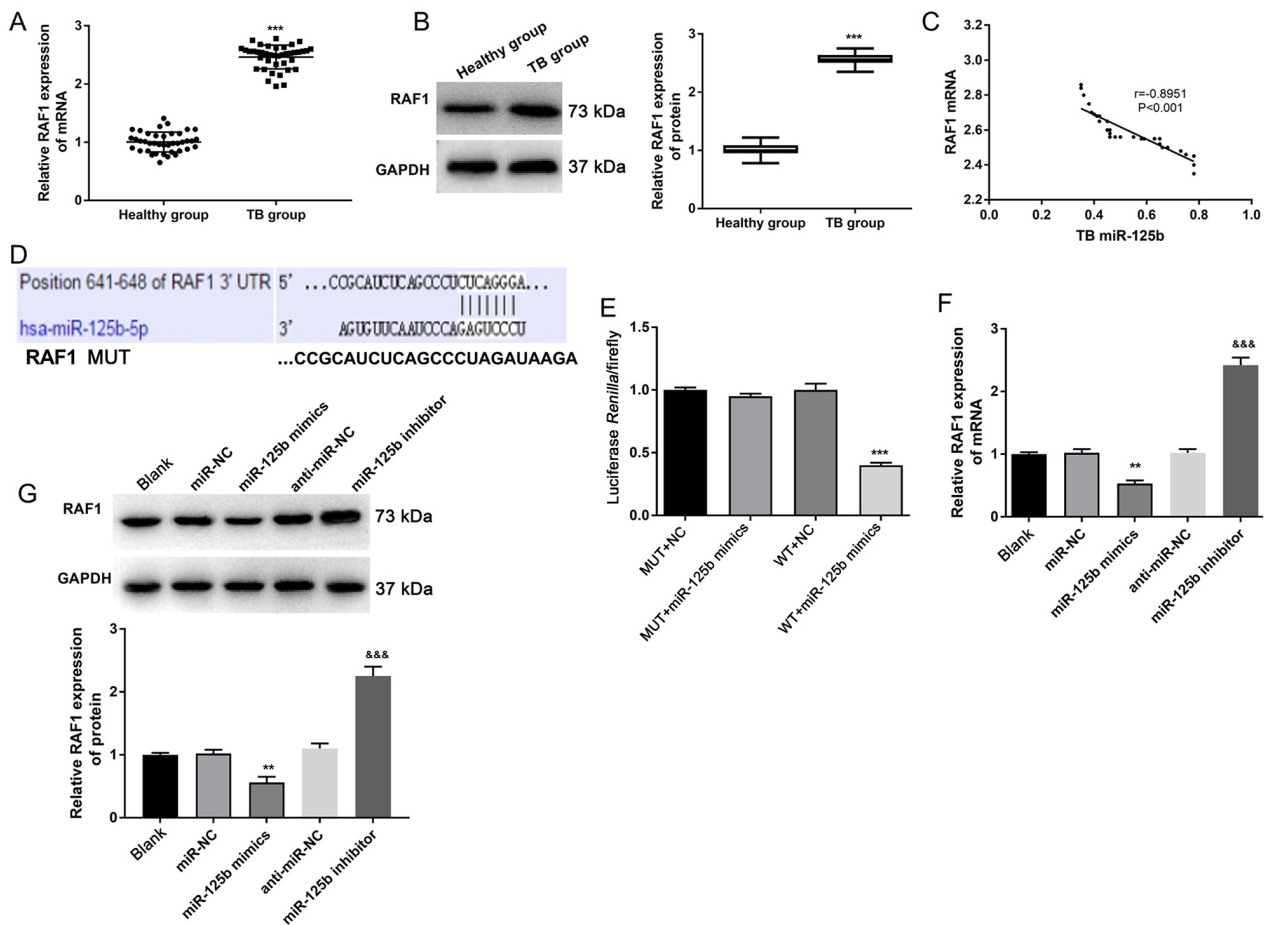 A
Relative RAF1 expression
of mRNA
3
2
1
0
***
Healthy group
TB group
B
Healthy group
TB group
RAF1
73 kDa
GAPDH
37 kDa
Relative RAF1 expression
of protein
3
2
1
0
***
Healthy group
TB group
C
RAF1 mRNA
3.2
3.0
2.8
2.6
2.4
2.2
r=-0.8951
P<0.001
0.0
0.2
0.4
0.6
0.8
1.0
TB miR-125b
D
Position 641-648 of RAF1 3' UTR 5' ...CCGCAUCUCAGCCCUCUCAGGGA...
hsa-miR-125b-5p 3' AGUGUUCAAUCCCAGAGUCCCU
RAF1 MUT ...CCGCAUCUCAGCCCUAGAUAAGA
E
Luciferase Renilla/firefly
1.5
1.0
0.5
0.0
***
MUT+NC
MUT+miR-125b mimics
WT+NC
WT+miR-125b mimics
F
Relative RAF1 expression
of mRNA
3
2
1
0
**
&&&
Blank
miR-NC
miR-125b mimics
anti-miR-NC
miR-125b inhibitor
G
Blank
miR-NC
miR-125b mimics
anti-miR-NC
miR-125b inhibitor
RAF1
73 kDa
GAPDH
37 kDa
Relative RAF1 expression
of protein
3
2
1
0
**
&&&
Blank
miR-NC
miR-125b mimics
anti-miR-NC
miR-125b inhibitor